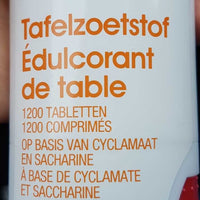 Tafelzoetstof
Édulcorant
de table
1200 TABLETTEN
1200 COMPRIMÉS
OP BASIS VAN CYCLAMAAT
EN SACHARINE
À BASE DE CYCLAMATE
ET SACCHARINE